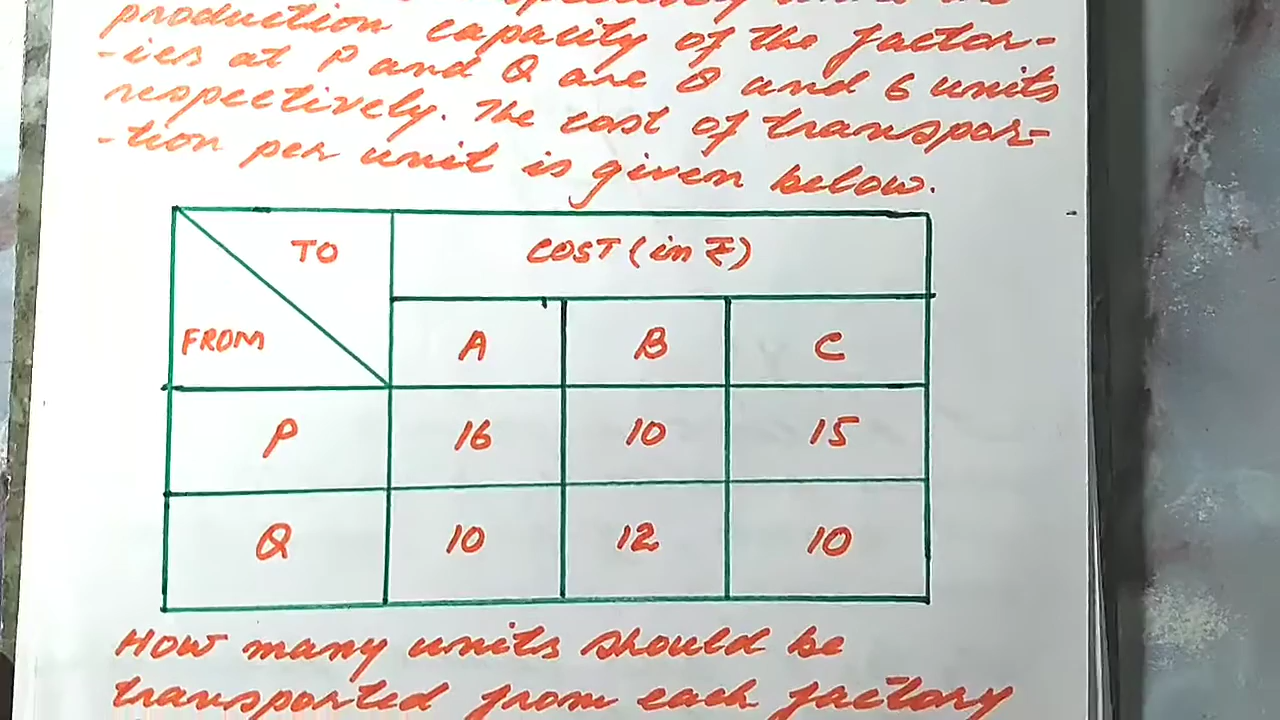 production capacity of the factor-
-ies at P and Q are 8 and 6 units
respectively. The cost of transpor-
-tion per unit is given below.
TO COST (in ₹)
FROM A B C
P 16 10 15
Q 10 12 10
How many units should be
transported from each factory